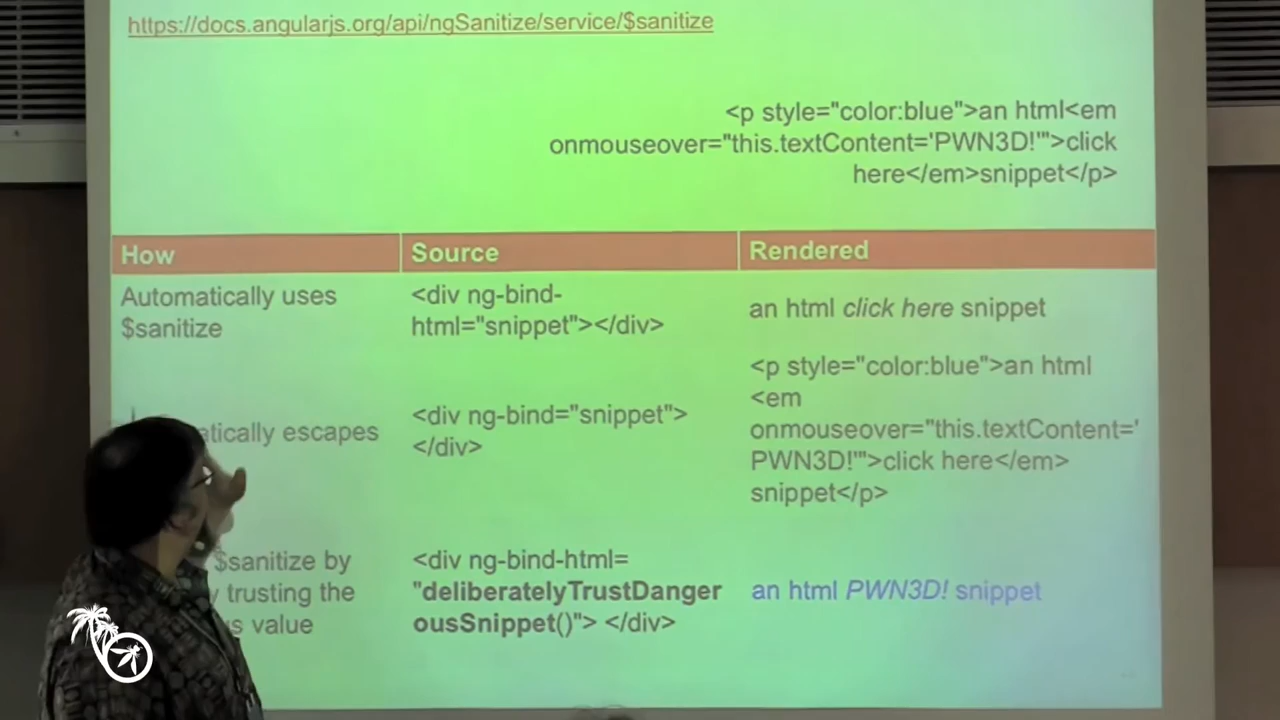 https://docs.angularjs.org/api/ngSanitize/service/$sanitize
<p style="color:blue">an html<em
onmouseover="this.textContent='PWN3D!'">click
here</em>snippet</p>
How
Source
Rendered
Automatically uses
$sanitize
<div ng-bind-
html="snippet"></div>
an html click here snippet
escapes
<div ng-bind="snippet">
</div>
<p style="color:blue">an html
<em
onmouseover="this.textContent='
PWN3D!'">click here</em>
snippet</p>
$sanitize by
trusting the
value
<div ng-bind-html=
"deliberatelyTrustDanger
ousSnippet()"> </div>
an html PWN3D! snippet